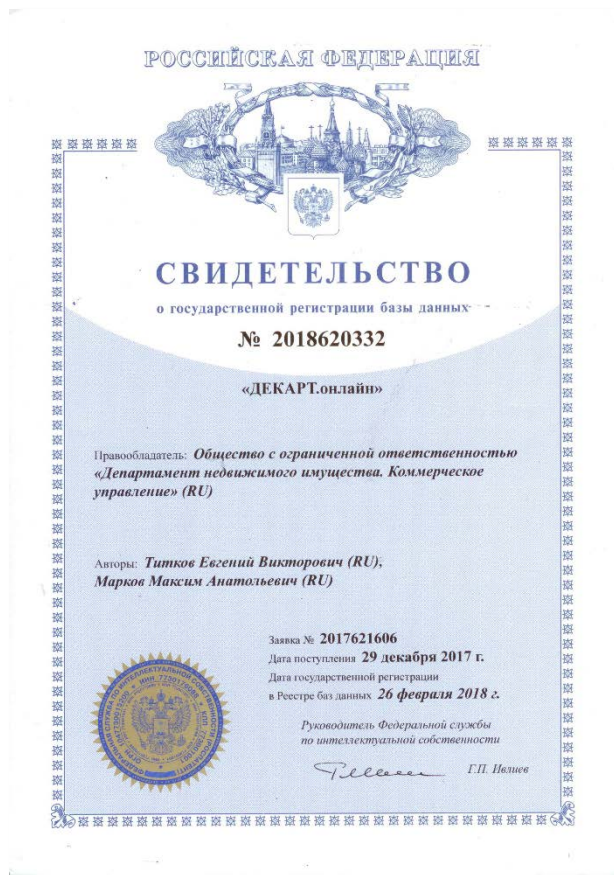 РОССИЙСКАЯ ФЕДЕРАЦИЯ
СВИДЕТЕЛЬСТВО
о государственной регистрации базы данных
№ 2018620332
«ДЕКАРТ.онлайн»
Правообладатель: Общество с ограниченной ответственностью
«Департамент недвижимого имущества. Коммерческое
управление» (RU)
Авторы: Титков Евгений Викторович (RU),
Марков Максим Анатольевич (RU)
Заявка № 2017621606
Дата поступления 29 декабря 2017 г.
Дата государственной регистрации
в Реестре баз данных 26 февраля 2018 г.
Руководитель Федеральной службы
по интеллектуальной собственности
Г.П. Ивлиев